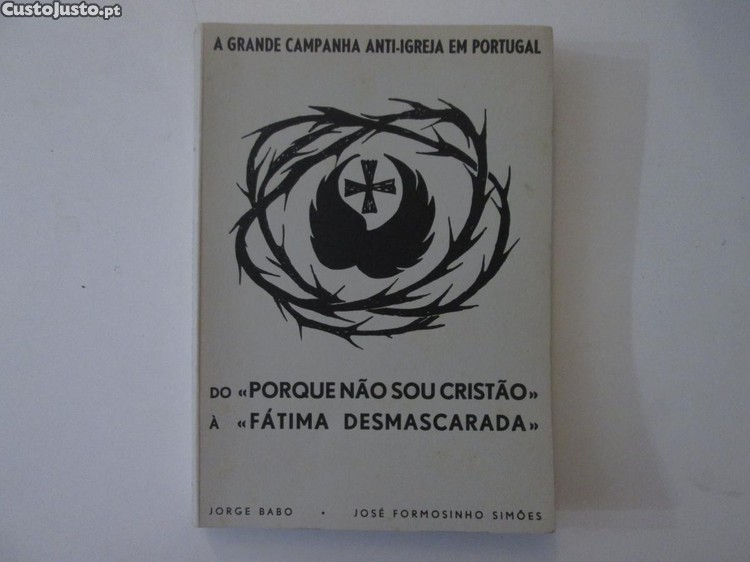 CustoJusto.pt
A GRANDE CAMPANHA ANTI-IGREJA EM PORTUGAL
DO «PORQUE NÃO SOU CRISTÃO»
À «FÁTIMA DESMASCARADA»
JORGE BABO • JOSÉ FORMOSINHO SIMÕES